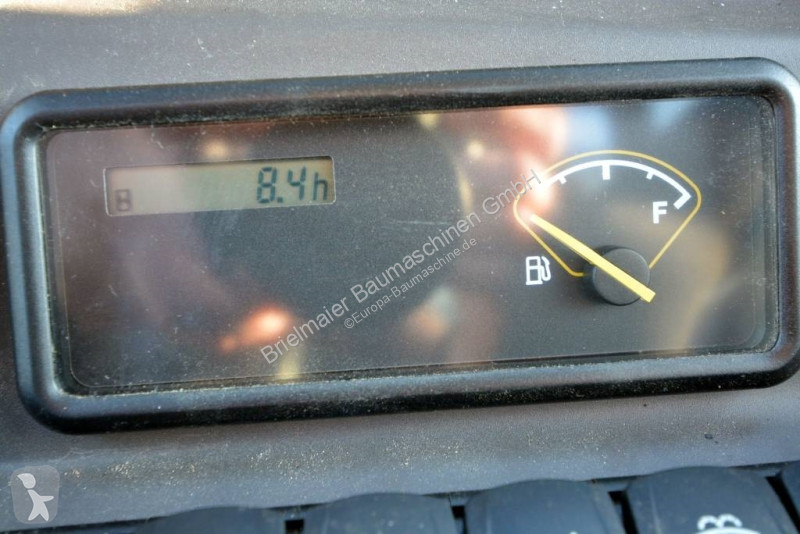 8.4h
F
Brielmaier Baumaschinen GmbH
©Europa-Baumaschine.de